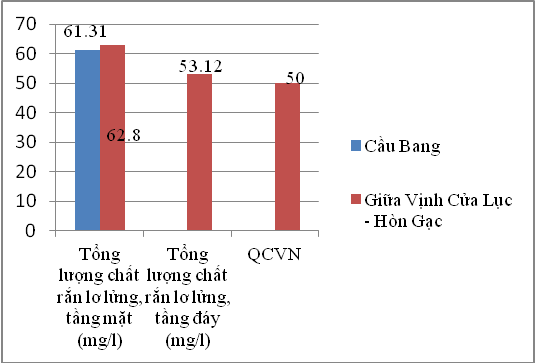 70
60
50
40
30
20
10
0
61.31
62.8
53.12
50
Tổng
lượng chất
rắn lơ lửng,
tầng mặt
(mg/l)
Tổng
lượng chất
rắn lơ lửng,
tầng đáy
(mg/l)
QCVN
Cầu Bang
Giữa Vịnh Cửa Lục
- Hòn Gạc